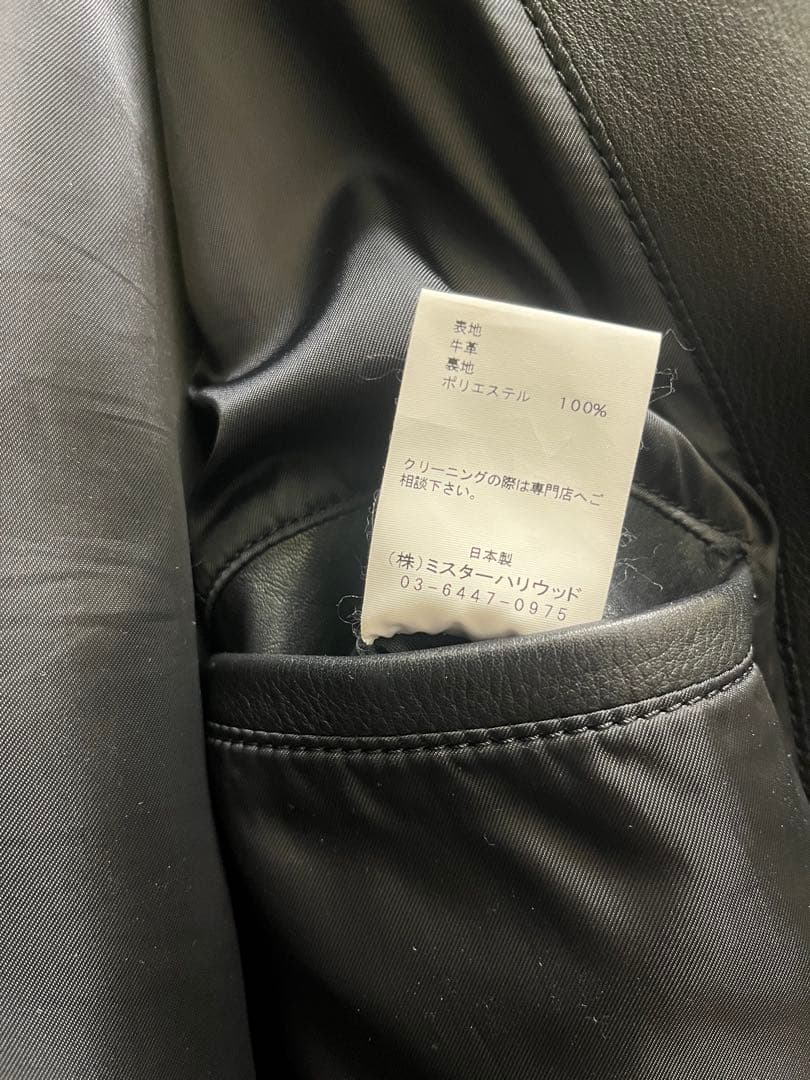 表地
牛革
裏地
ポリエステル 100%
クリーニングの際は専門店へご
相談下さい。
日本製
(株)ミスターハリウッド
03-6447-0975